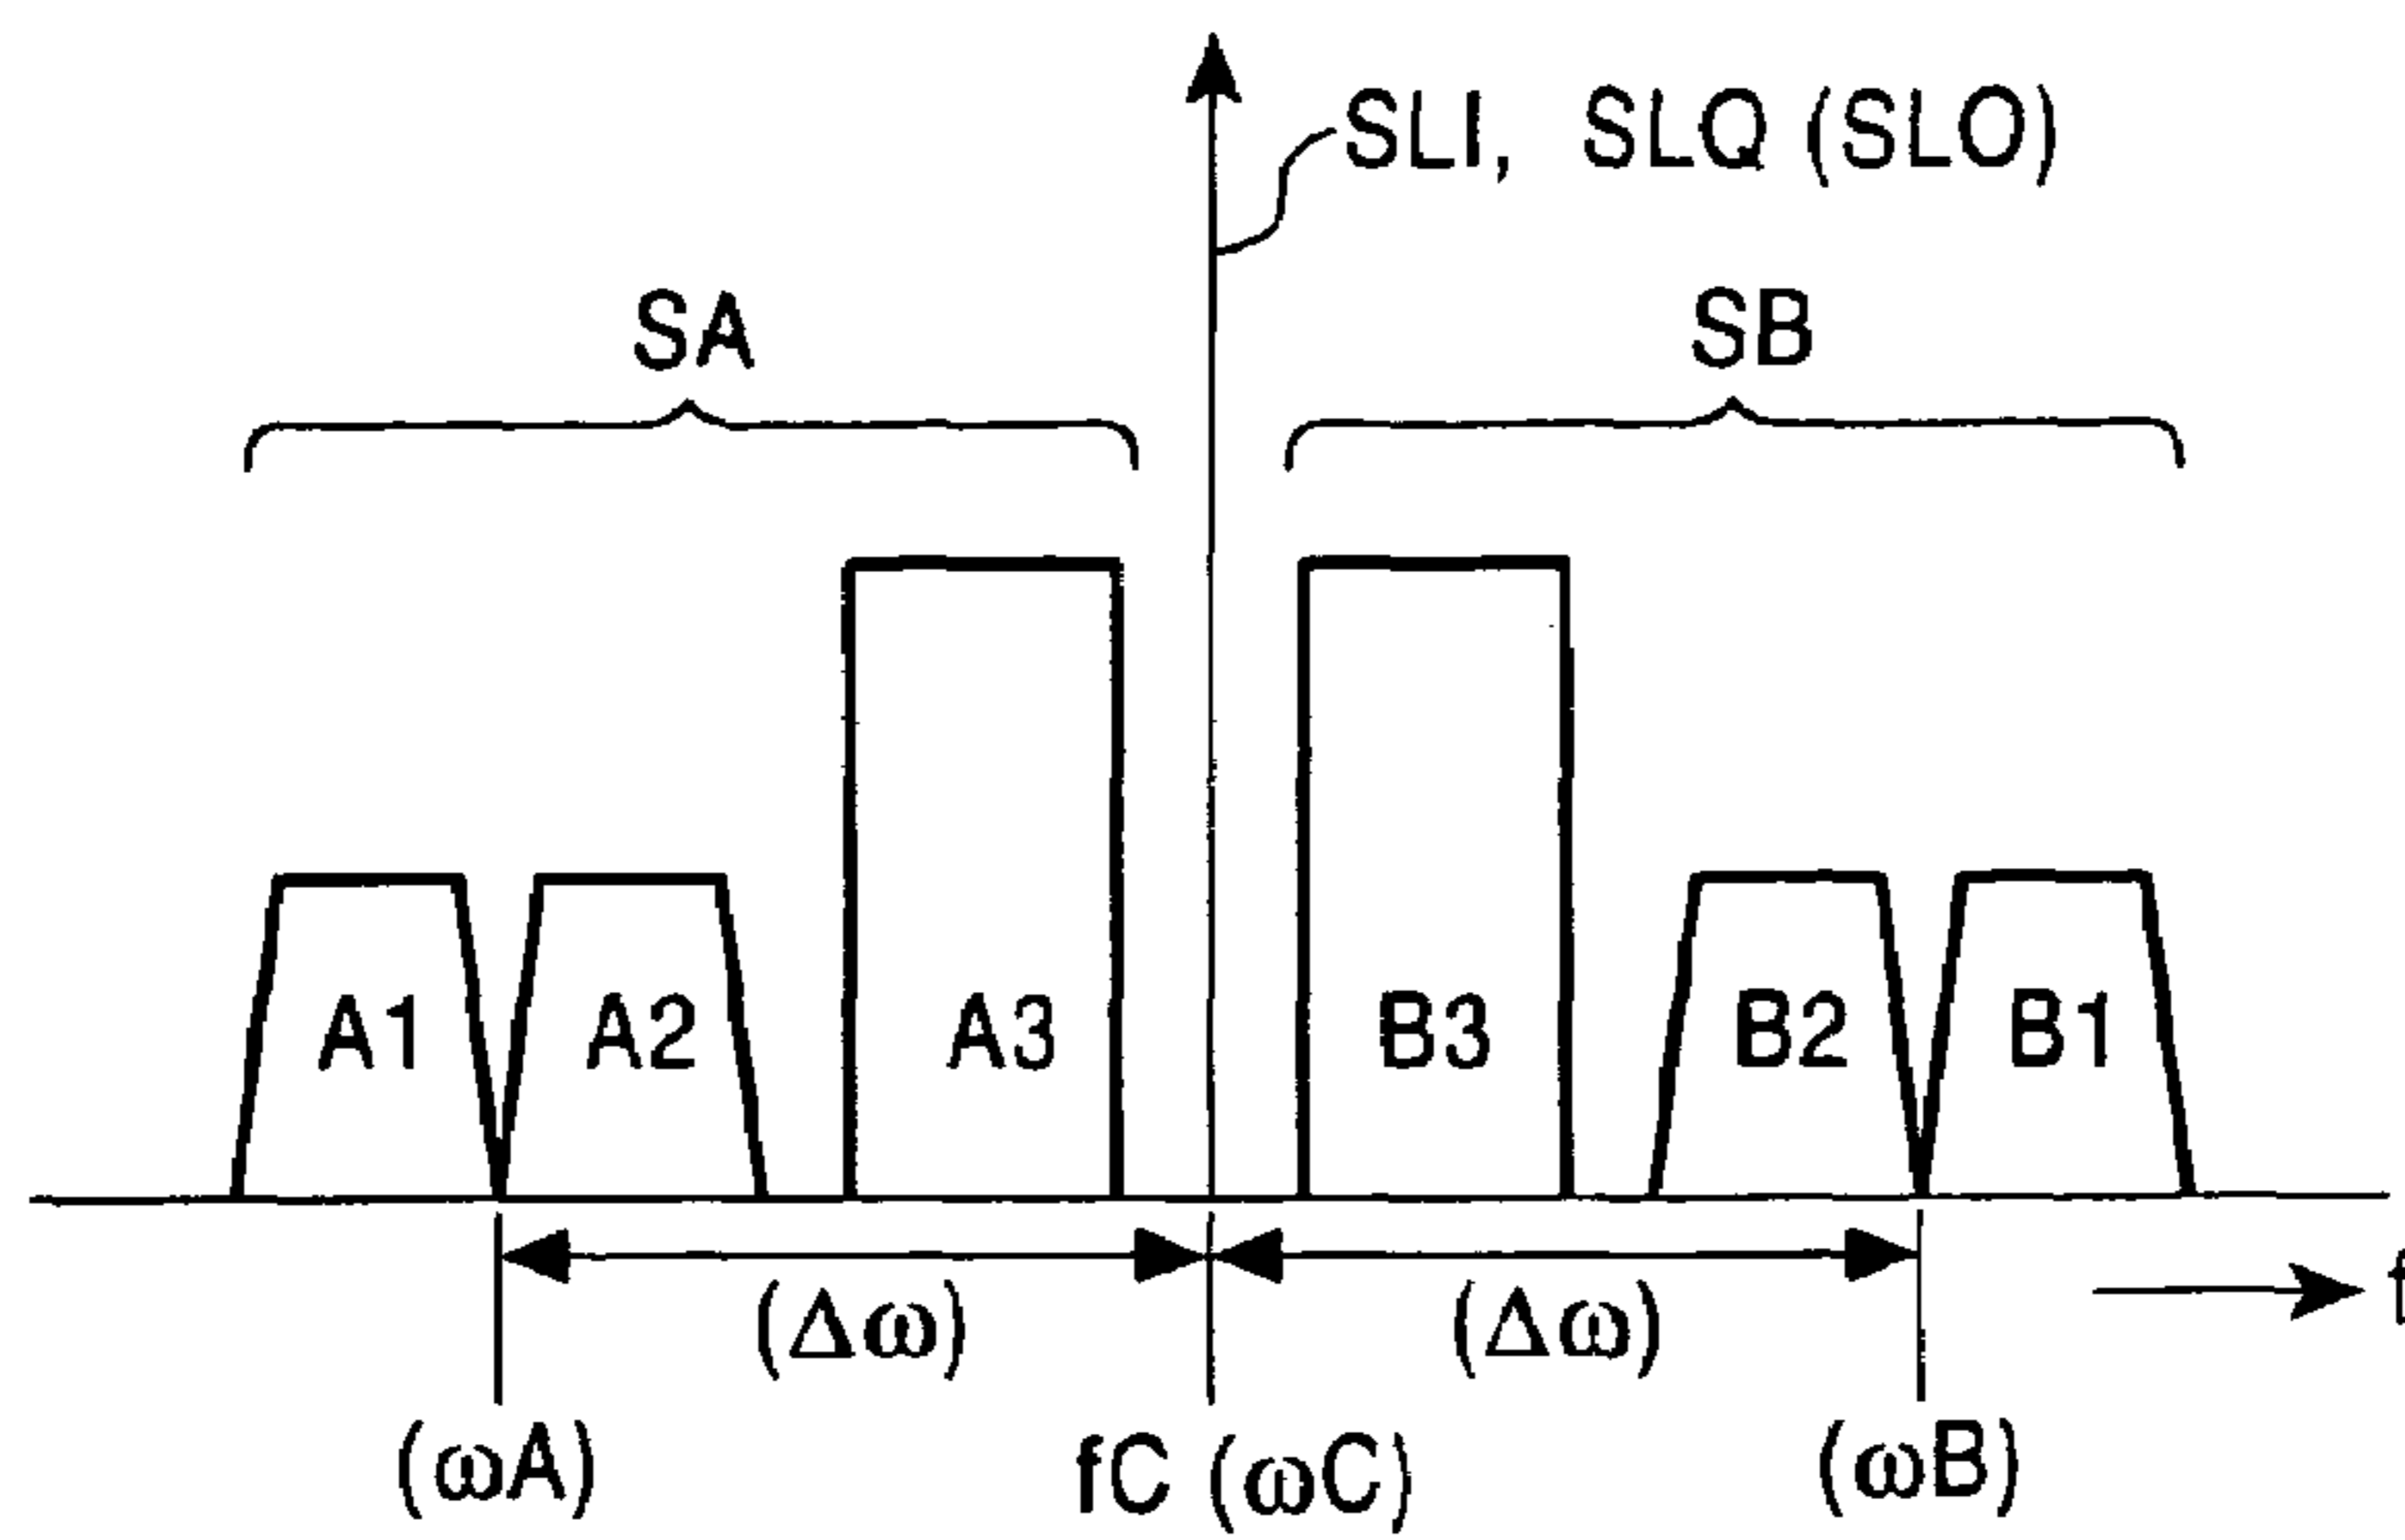 SLI, SLQ (SLO)
SA SB
A1 A2 A3 B3 B2 B1
(Δω) (Δω)
f
(ωA) fC (ωC) (ωB)